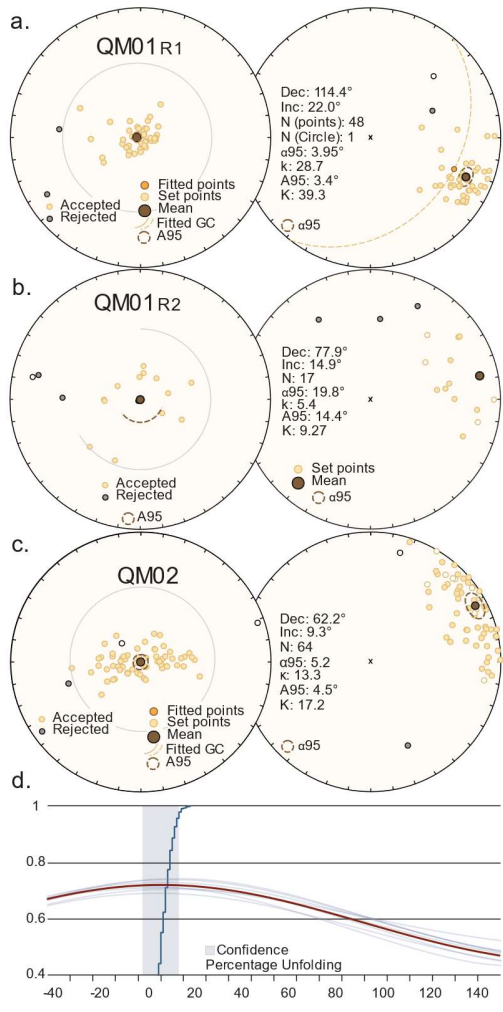 a.
QM01R1
Accepted
Rejected
Fitted points
Set points
Mean
Fitted GC
A95
Dec: 114.4°
Inc: 22.0°
N (points): 48
N (Circle): 1
α95: 3.95°
k: 28.7
A95: 3.4°
K: 39.3
x
α95
b.
QM01R2
Accepted
Rejected
A95
Dec: 77.9°
Inc: 14.9°
N: 17
α95: 19.8°
k: 5.4
A95: 14.4°
K: 9.27
x
Set points
Mean
α95
c.
QM02
Accepted
Rejected
Fitted points
Set points
Mean
Fitted GC
A95
Dec: 62.2°
Inc: 9.3°
N: 64
α95: 5.2
κ: 13.3
A95: 4.5°
K: 17.2
x
α95
d.
1
0.8
0.6
0.4
Confidence
Percentage Unfolding
-40 -20 0 20 40 60 80 100 120 140